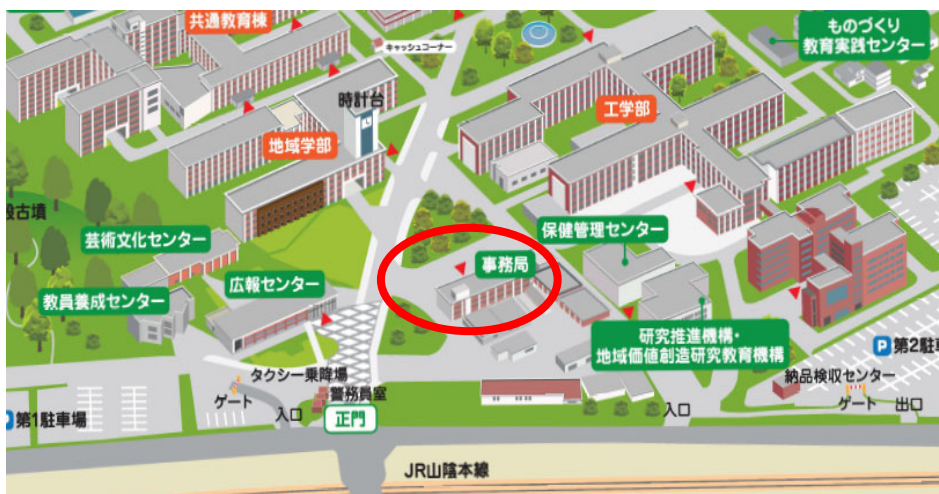 共通教育棟
キャッシュコーナー
ものづくり
教育実践センター
時計台
工学部
地域学部
古墳
芸術文化センター
保健管理センター
事務局
教員養成センター
広報センター
研究推進機構・
地域価値創造研究教育機構
P第2駐車
タクシー乗降場
納品検収センター
ゲート
警務員室
入口
入口
ゲート
出口
P第1駐車場
正門
JR山陰本線